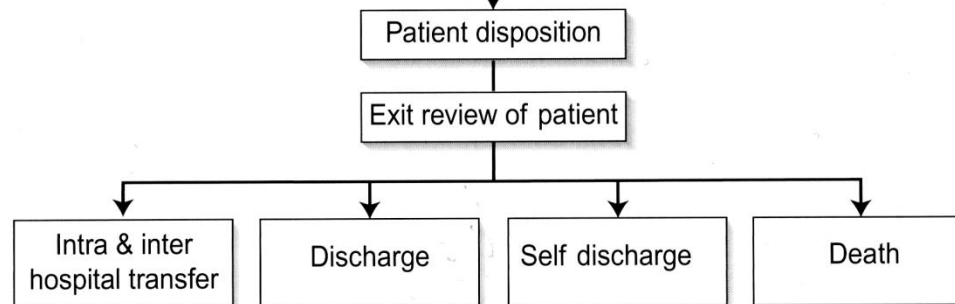 Patient disposition
Exit review of patient
Intra & inter
hospital transfer
Discharge
Self discharge
Death